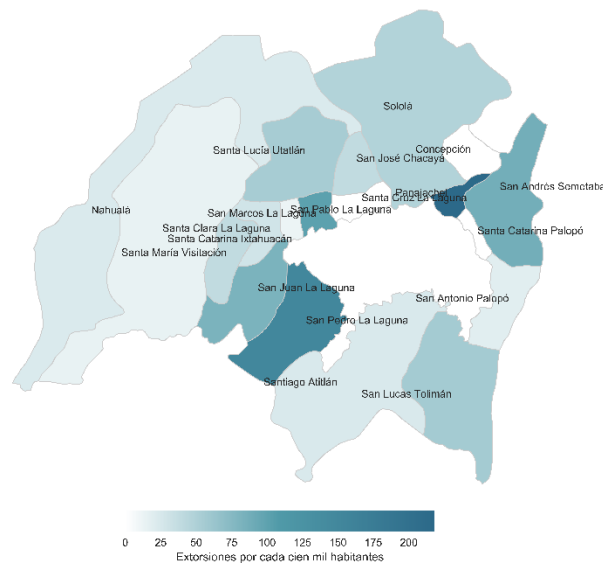 Sololá
Concepción
Santa Lucía Utatlán
San José Chacayá
San Andrés Semetaba
Panajachel
Santa Cruz La Laguna
Nahualá
San Marcos La Laguna
San Pablo La Laguna
Santa Clara La Laguna
Santa Catarina Palopó
Santa Catarina Ixtahuacán
Santa María Visitación
San Juan La Laguna
San Antonio Palopó
San Pedro La Laguna
Santiago Atitlán
San Lucas Tolimán
0 25 50 75 100 125 150 175 200
Extorsiones por cada cien mil habitantes